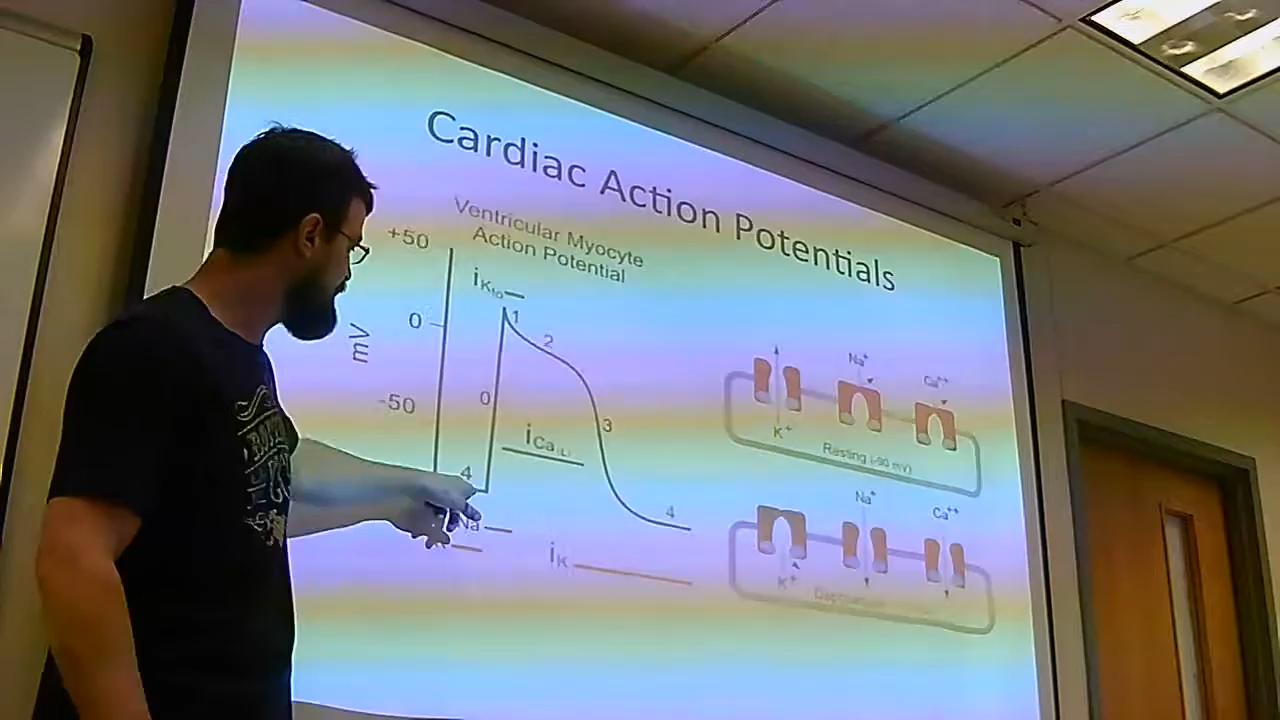 Cardiac Action Potentials
Ventricular Myocyte
Action Potential
+50
0
-50
mV
iKto
1
2
0
3
4
4
iCa(L)
Na
iK
Na⁺
Ca⁺⁺
K⁺
Resting (-90 mV)
Na⁺
Ca⁺⁺
K⁺